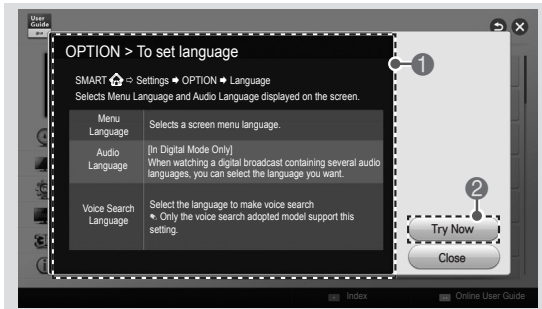 User
Guide
OPTION > To set language
SMART ⇨ Settings ➡ OPTION ➡ Language
Selects Menu Language and Audio Language displayed on the screen.
Menu
Language
Selects a screen menu language.
Audio
Language
[In Digital Mode Only]
When watching a digital broadcast containing several audio
languages, you can select the language you want.
Voice Search
Language
Select the language to make voice search
Only the voice search adopted model support this
setting.
1
2
Try Now
Close
Index
Online User Guide